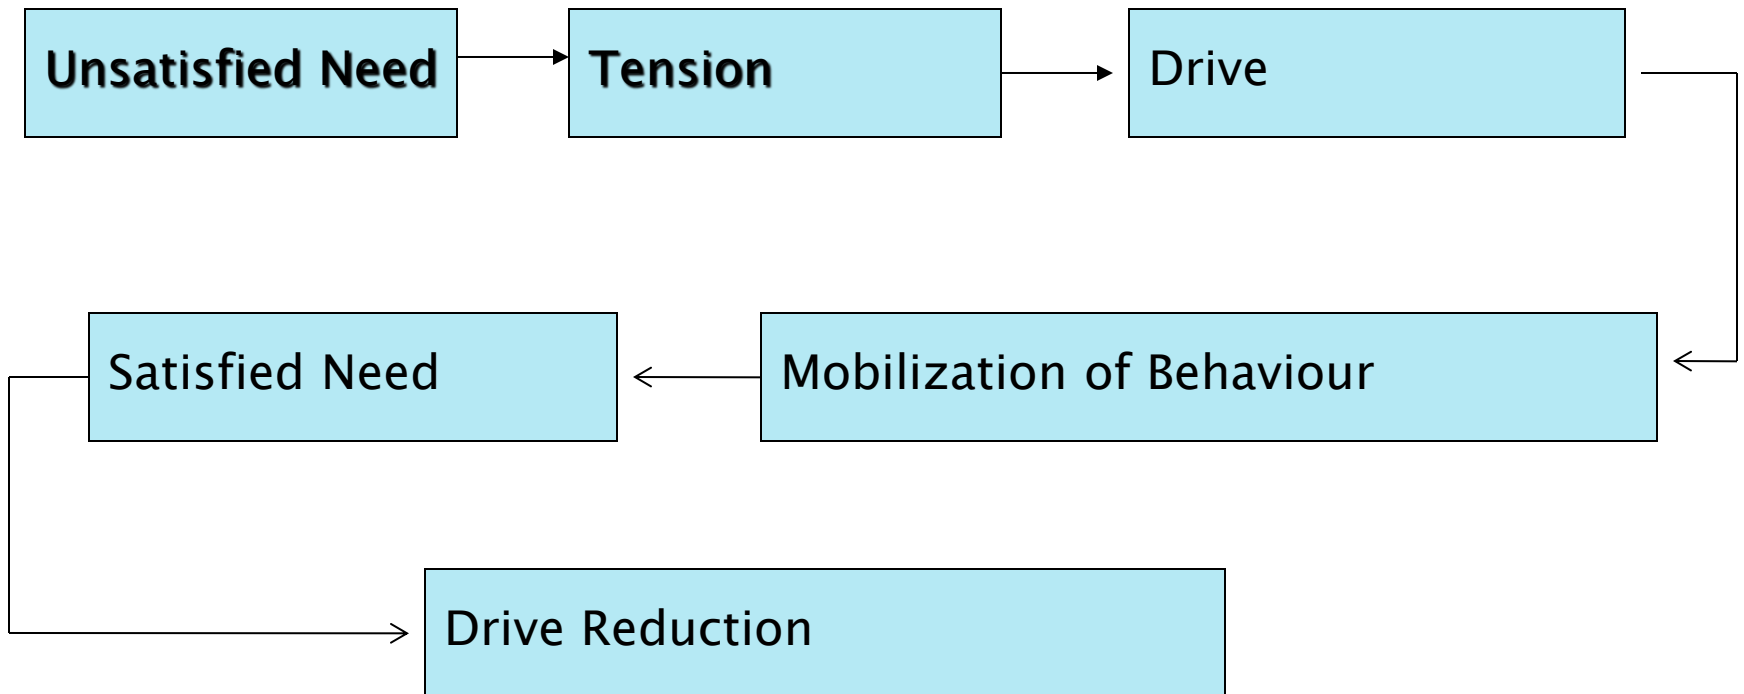 Unsatisfied Need
Tension
Drive
Satisfied Need
Mobilization of Behaviour
Drive Reduction